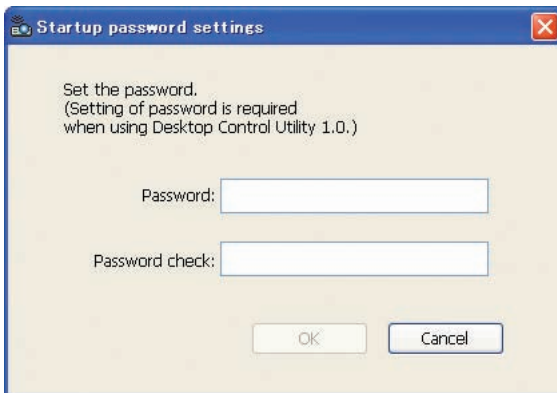 Startup password settings
Set the password.
(Setting of password is required
when using Desktop Control Utility 1.0.)
Password:
Password check:
OK Cancel